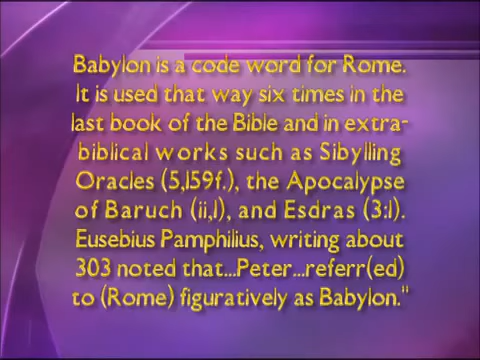 Babylon is a code word for Rome.
It is used that way six times in the
last book of the Bible and in extra-
biblical works such as Sibylling
Oracles (5,159f.), the Apocalypse
of Baruch (ii,1), and Esdras (3:1).
Eusebius Pamphilius, writing about
303 noted that...Peter...referr(ed)
to (Rome) figuratively as Babylon."